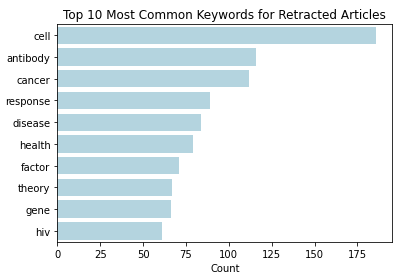 Top 10 Most Common Keywords for Retracted Articles
cell
antibody
cancer
response
disease
health
factor
theory
gene
hiv
0 25 50 75 100 125 150 175
Count